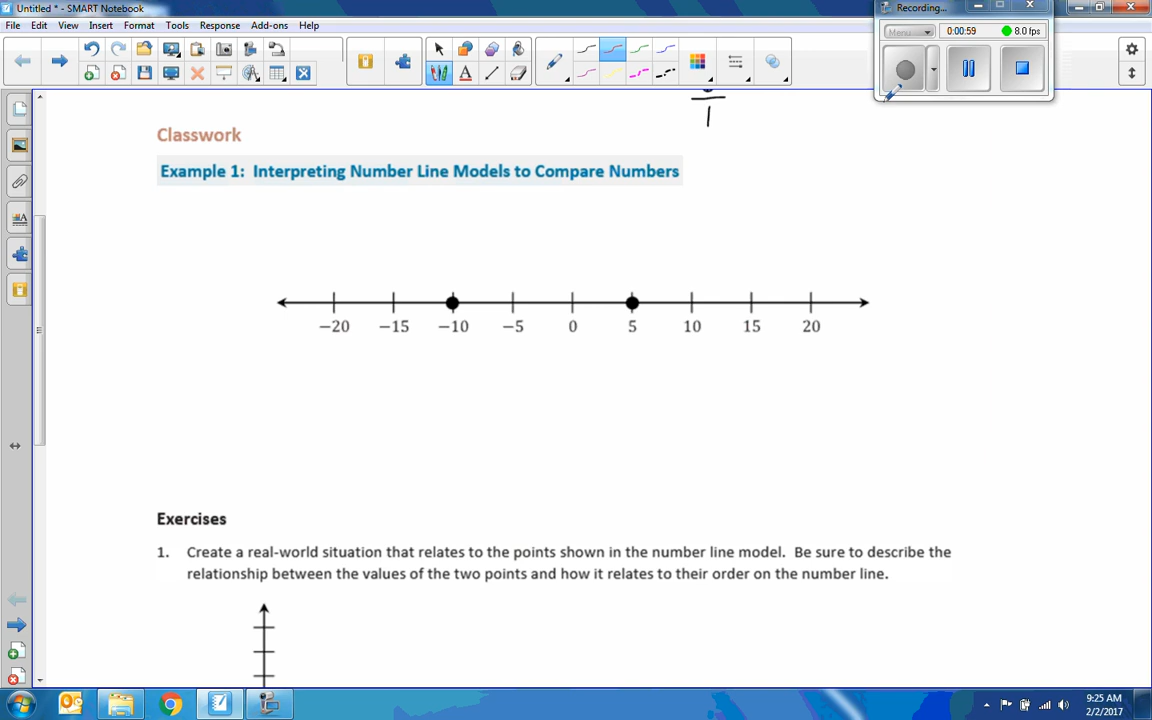 Untitled * - SMART Notebook
Recording...
File Edit View Insert Format Tools Response Add-ons Help
Menu 0:00:59 8.0 fps
1
Classwork
Example 1: Interpreting Number Line Models to Compare Numbers
−20 −15 −10 −5 0 5 10 15 20
Exercises
1. Create a real-world situation that relates to the points shown in the number line model. Be sure to describe the
relationship between the values of the two points and how it relates to their order on the number line.
9:25 AM
2/2/2017